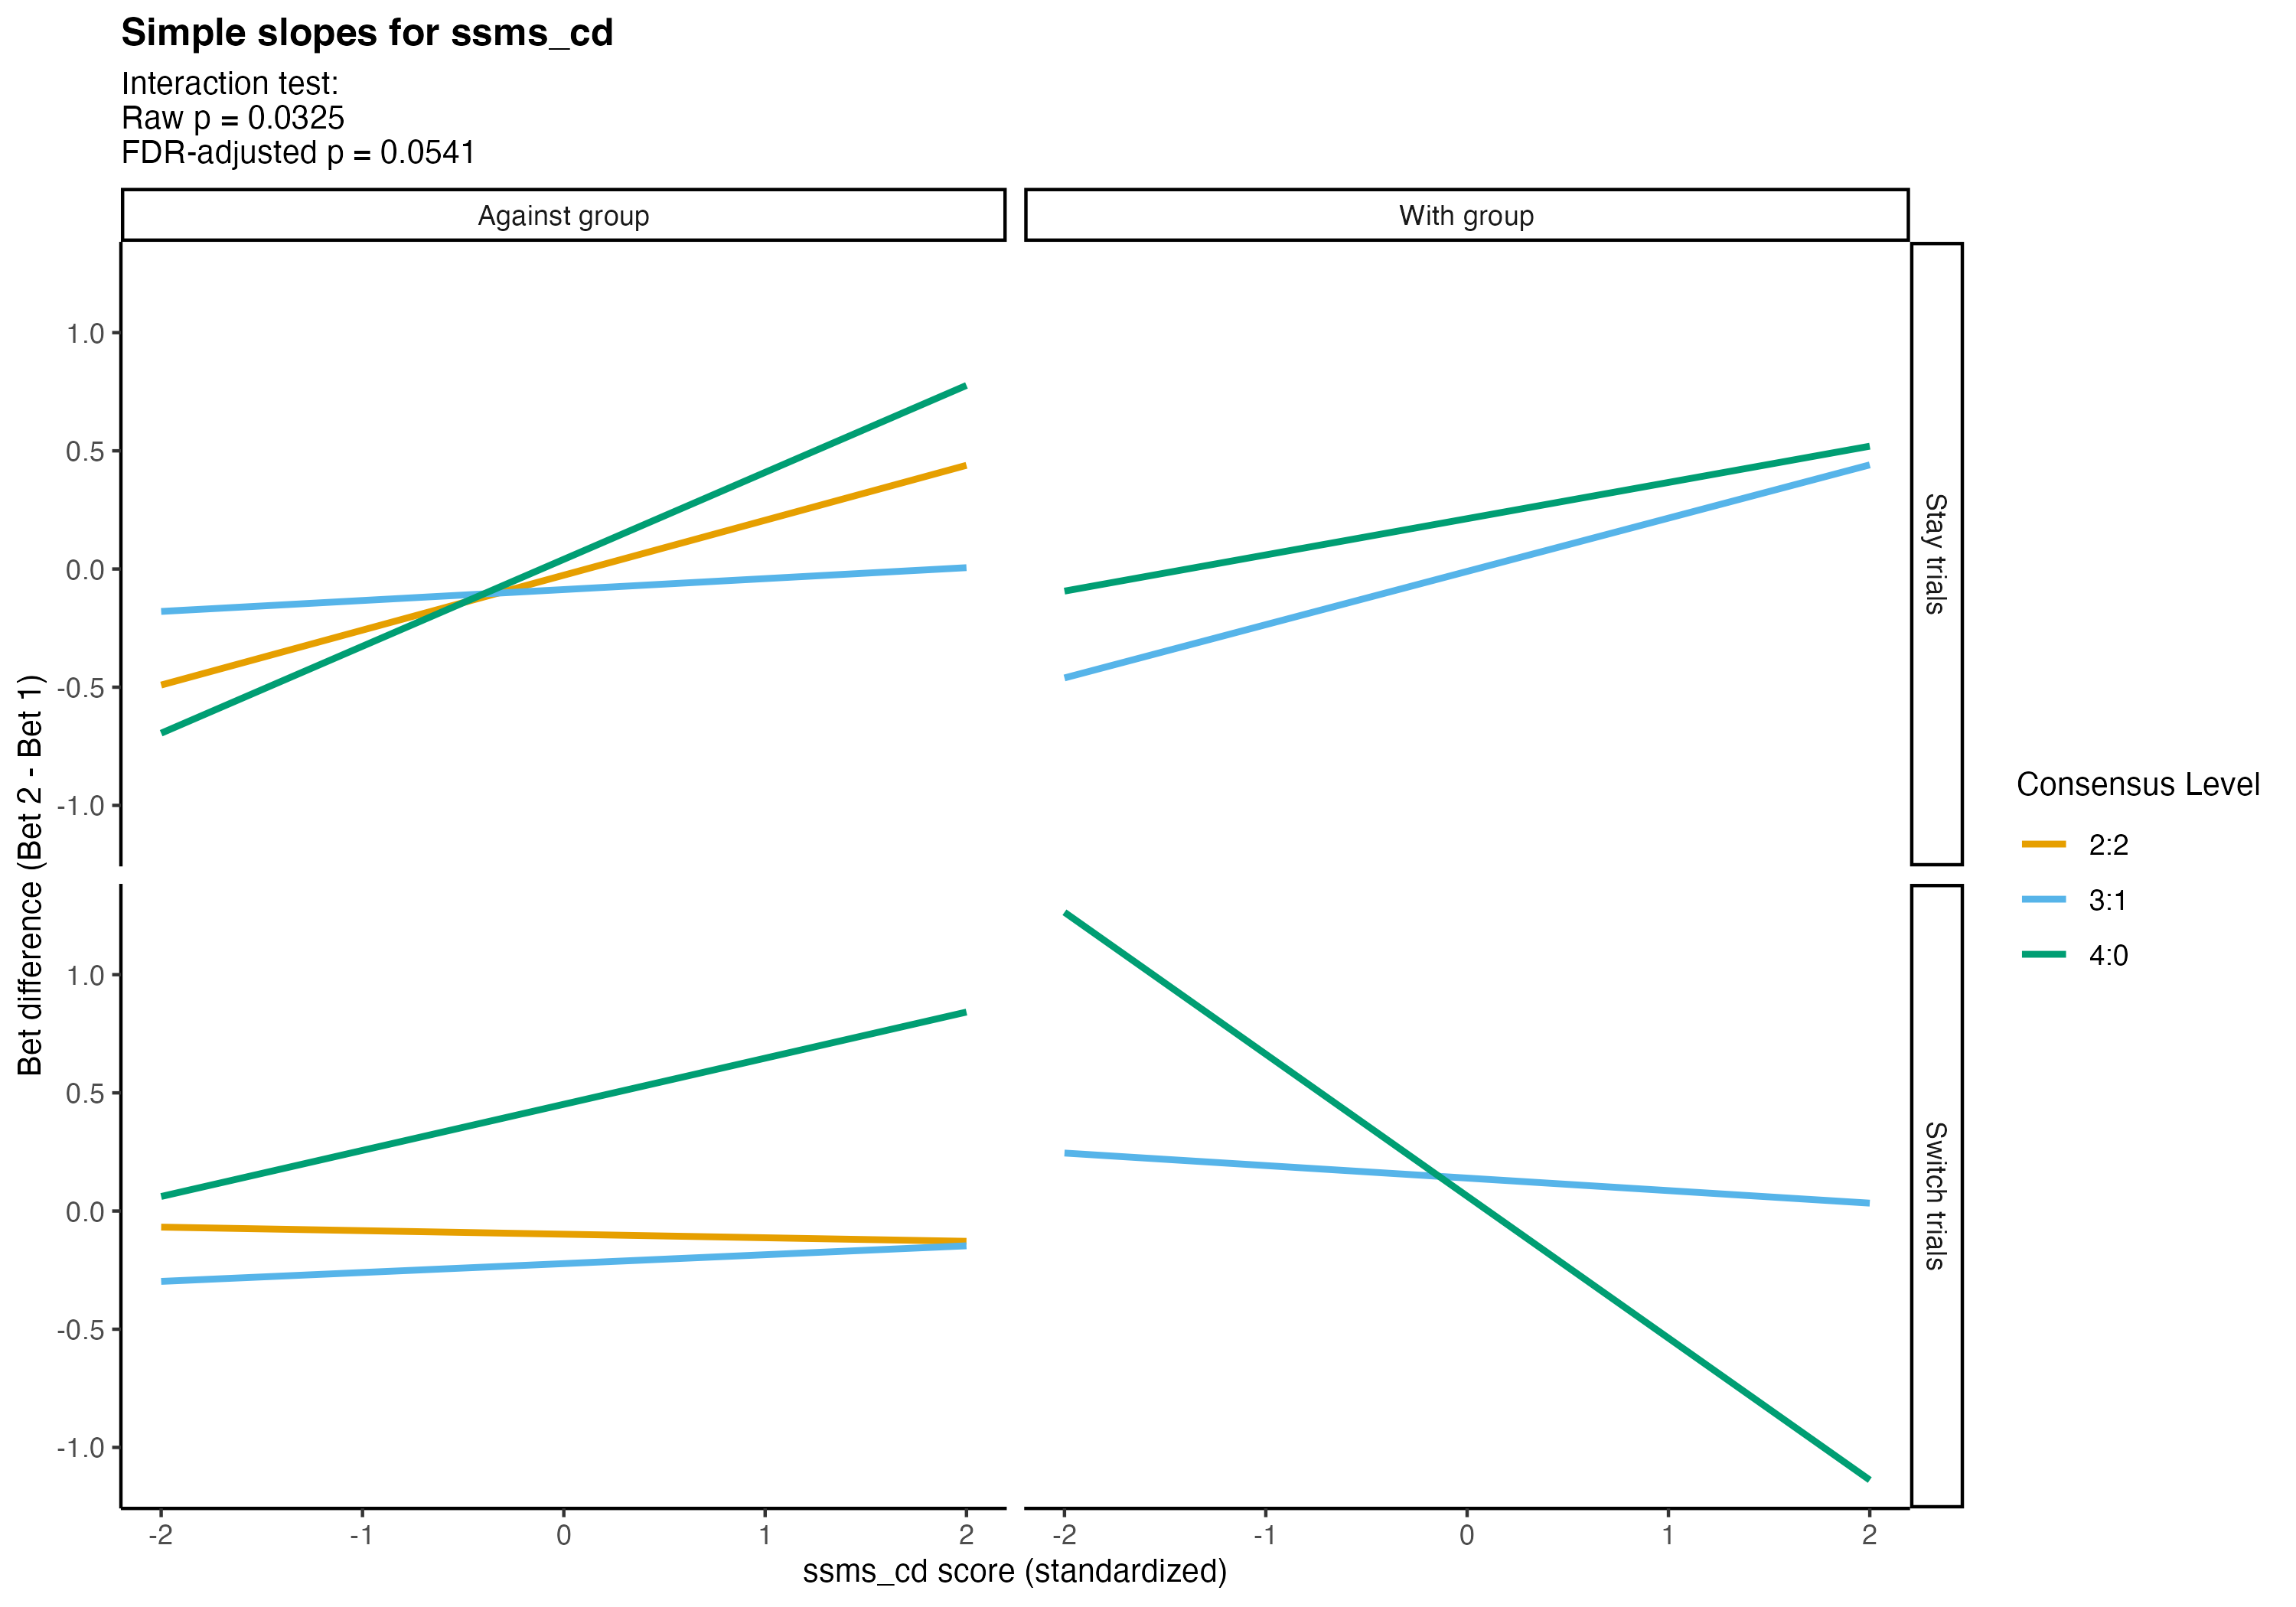 Simple slopes for ssms_cd
Interaction test:
Raw p = 0.0325
FDR-adjusted p = 0.0541
Against group
With group
1.0
0.5
0.0
-0.5
-1.0
Stay trials
1.0
0.5
0.0
-0.5
-1.0
Switch trials
Bet difference (Bet 2 - Bet 1)
-2
-1
0
1
2
-2
-1
0
1
2
ssms_cd score (standardized)
Consensus Level
2:2
3:1
4:0